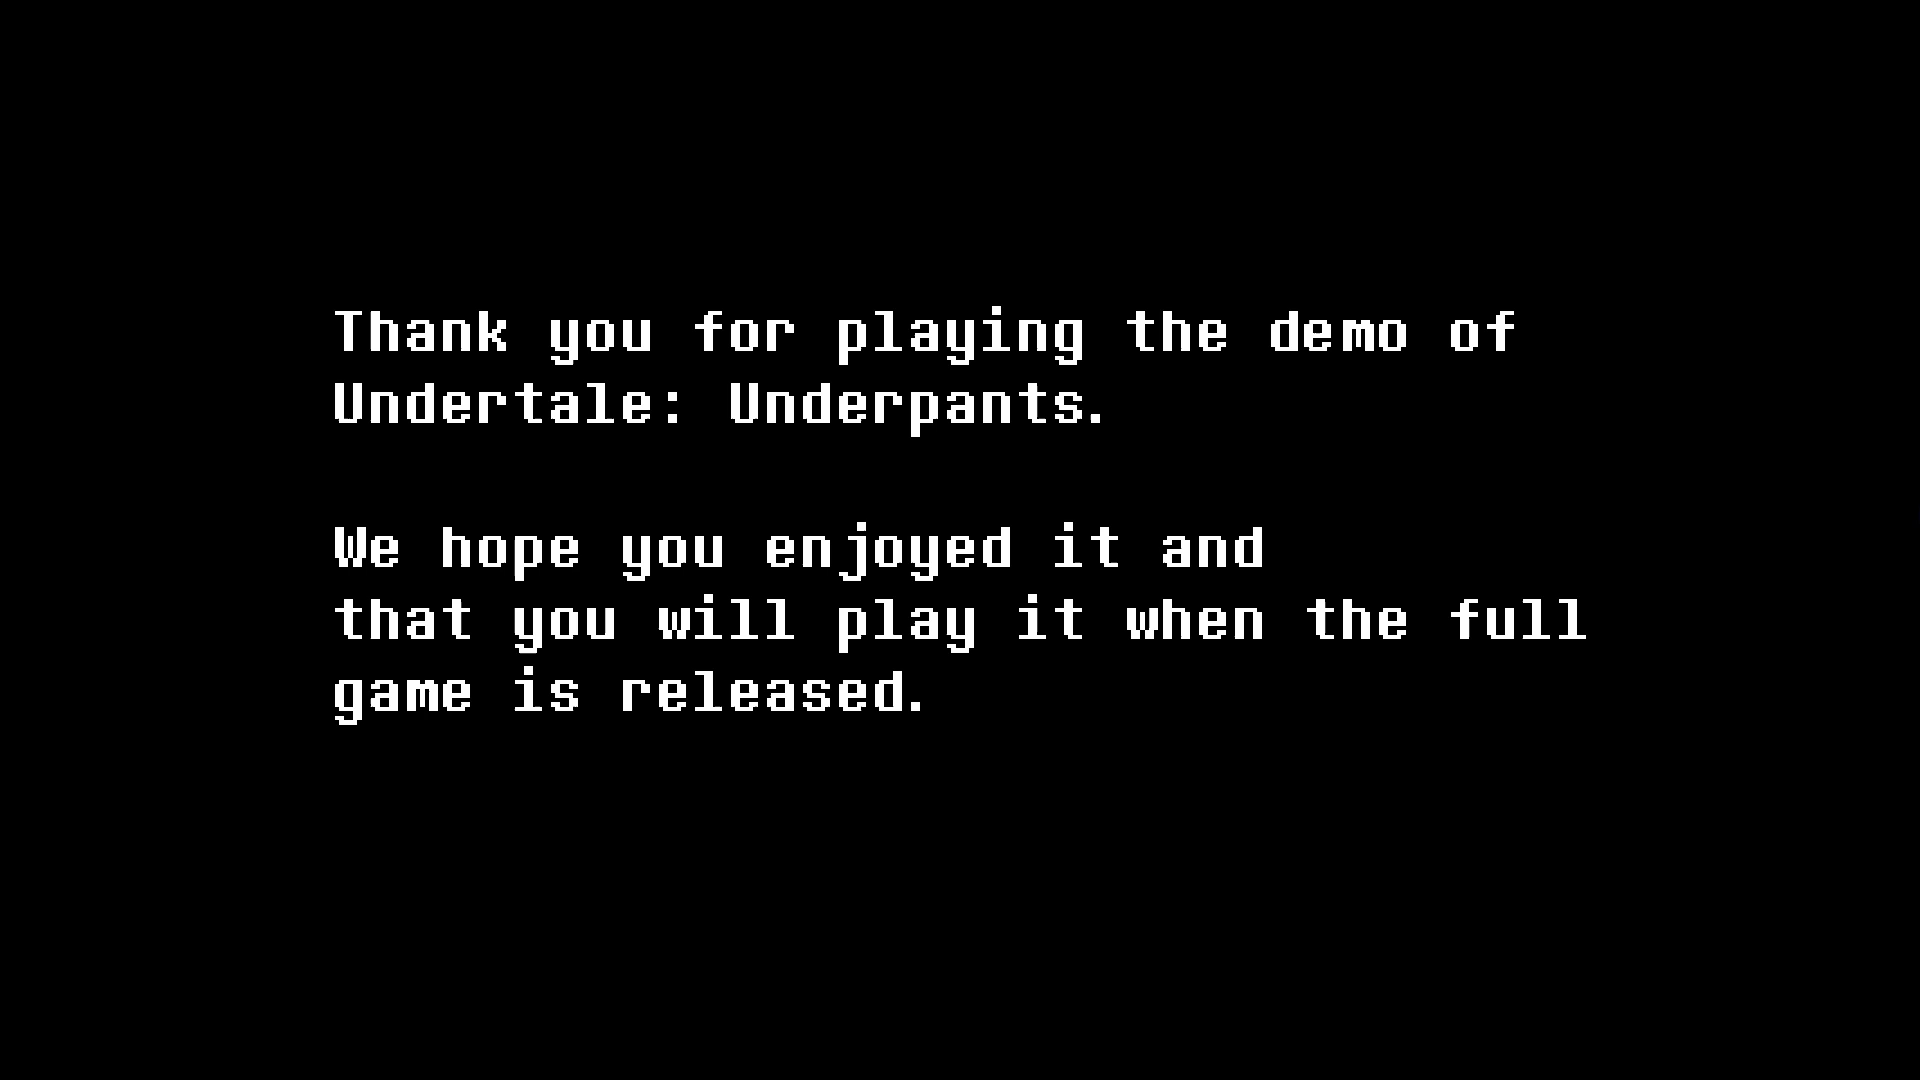 Thank you for playing the demo of
Undertale: Underpants.
We hope you enjoyed it and
that you will play it when the full
game is released.